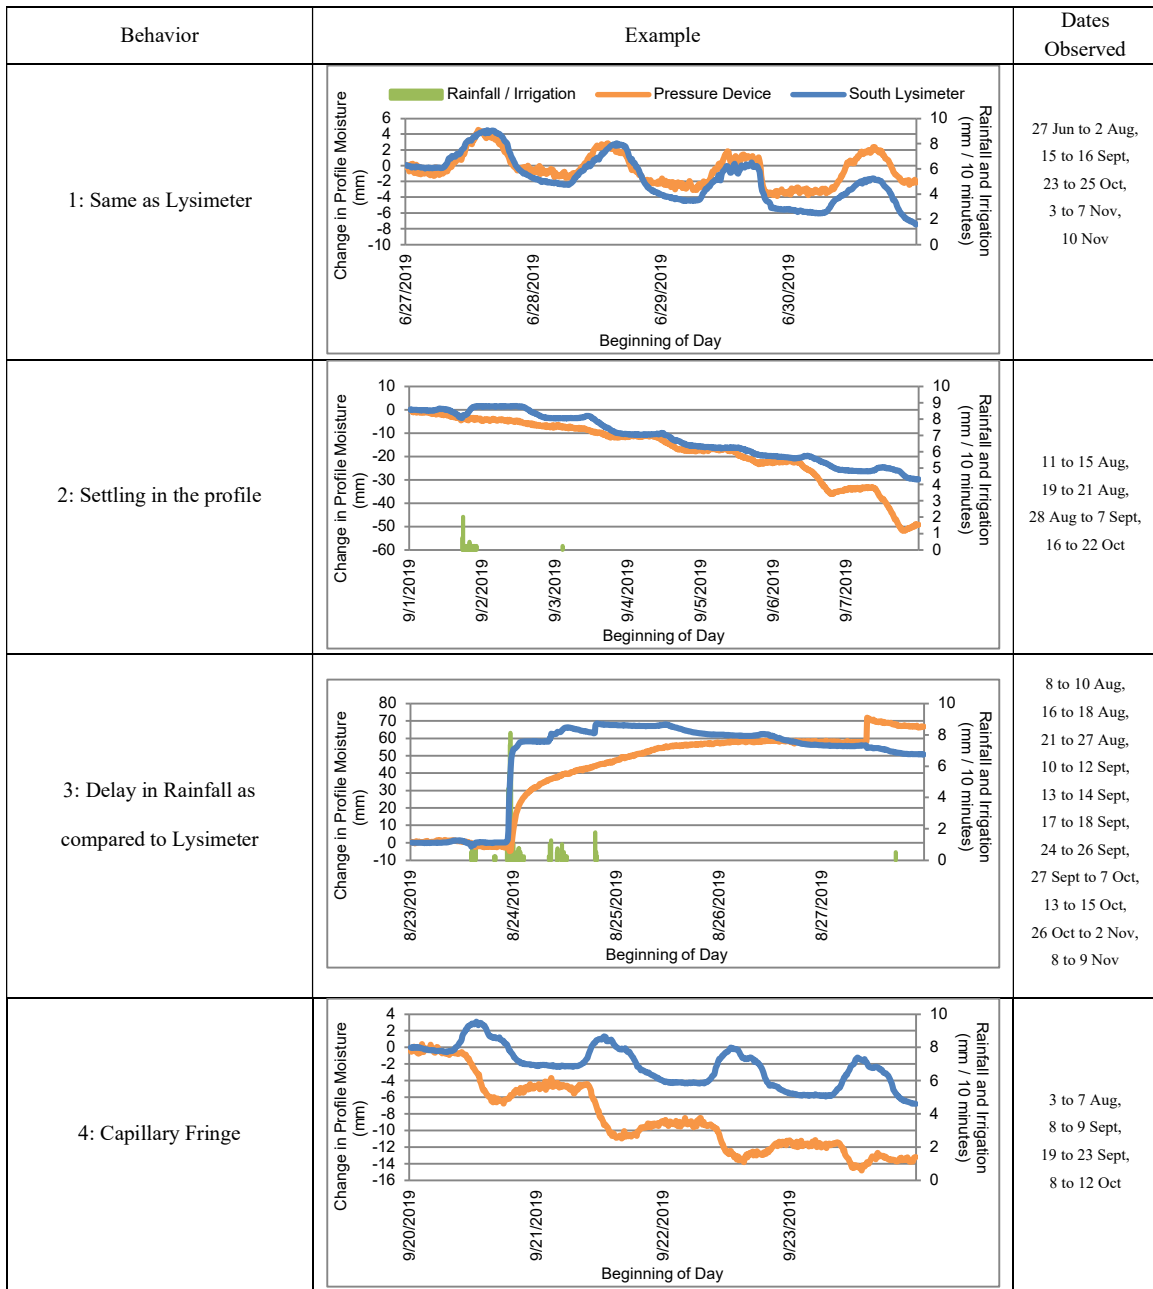 Behavior
Example
Dates
Observed
1: Same as Lysimeter
Rainfall / Irrigation
Pressure Device
South Lysimeter
Change in Profile Moisture
(mm)
6
4
2
0
-2
-4
-6
-8
-10
10
8
6
4
2
0
Rainfall and Irrigation
(mm / 10 minutes)
6/27/2019
6/28/2019
6/29/2019
6/30/2019
Beginning of Day
27 Jun to 2 Aug,
15 to 16 Sept,
23 to 25 Oct,
3 to 7 Nov,
10 Nov
2: Settling in the profile
Change in Profile Moisture
(mm)
10
0
-10
-20
-30
-40
-50
-60
10
9
8
7
6
5
4
3
2
1
0
Rainfall and Irrigation
(mm / 10 minutes)
9/1/2019
9/2/2019
9/3/2019
9/4/2019
9/5/2019
9/6/2019
9/7/2019
Beginning of Day
11 to 15 Aug,
19 to 21 Aug,
28 Aug to 7 Sept,
16 to 22 Oct
3: Delay in Rainfall as
compared to Lysimeter
Change in Profile Moisture
(mm)
80
70
60
50
40
30
20
10
0
-10
10
8
6
4
2
0
Rainfall and Irrigation
(mm / 10 minutes)
8/23/2019
8/24/2019
8/25/2019
8/26/2019
8/27/2019
Beginning of Day
8 to 10 Aug,
16 to 18 Aug,
21 to 27 Aug,
10 to 12 Sept,
13 to 14 Sept,
17 to 18 Sept,
24 to 26 Sept,
27 Sept to 7 Oct,
13 to 15 Oct,
26 Oct to 2 Nov,
8 to 9 Nov
4: Capillary Fringe
Change in Profile Moisture
(mm)
4
2
0
-2
-4
-6
-8
-10
-12
-14
-16
10
8
6
4
2
0
Rainfall and Irrigation
(mm / 10 minutes)
9/20/2019
9/21/2019
9/22/2019
9/23/2019
Beginning of Day
3 to 7 Aug,
8 to 9 Sept,
19 to 23 Sept,
8 to 12 Oct